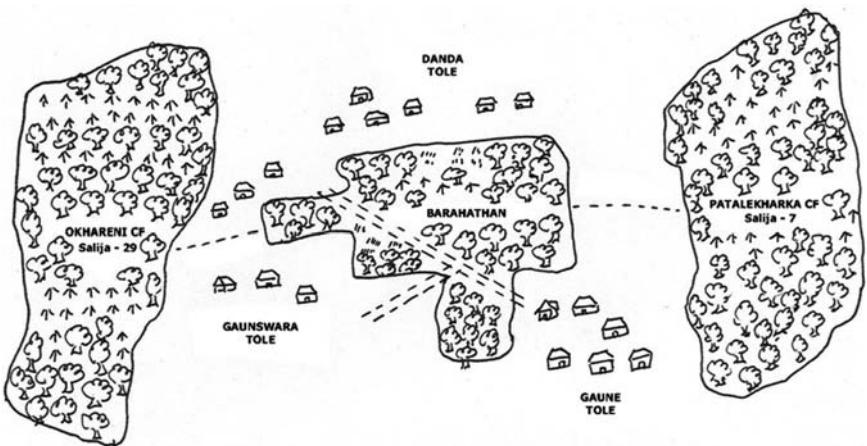 DANDA
TOLE
OKHARENI CF
Salija - 29
BARAHATHAN
PATALEKHARKA CF
Salija - 7
GAUNSWARA
TOLE
GAUNE
TOLE